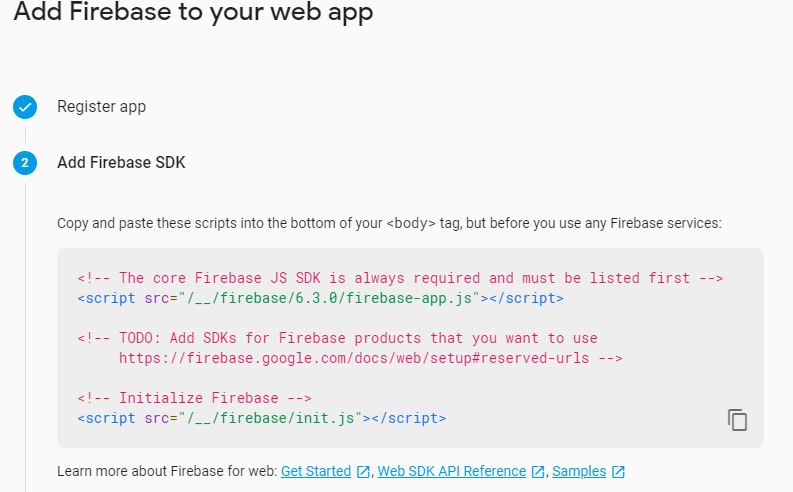 Add Firebase to your web app
Register app
2 Add Firebase SDK
Copy and paste these scripts into the bottom of your <body> tag, but before you use any Firebase services:
<!-- The core Firebase JS SDK is always required and must be listed first -->
<script src="/__/firebase/6.3.0/firebase-app.js"></script>
<!-- TODO: Add SDKs for Firebase products that you want to use
https://firebase.google.com/docs/web/setup#reserved-urls -->
<!-- Initialize Firebase -->
<script src="/__/firebase/init.js"></script>
Learn more about Firebase for web: Get Started, Web SDK API Reference, Samples